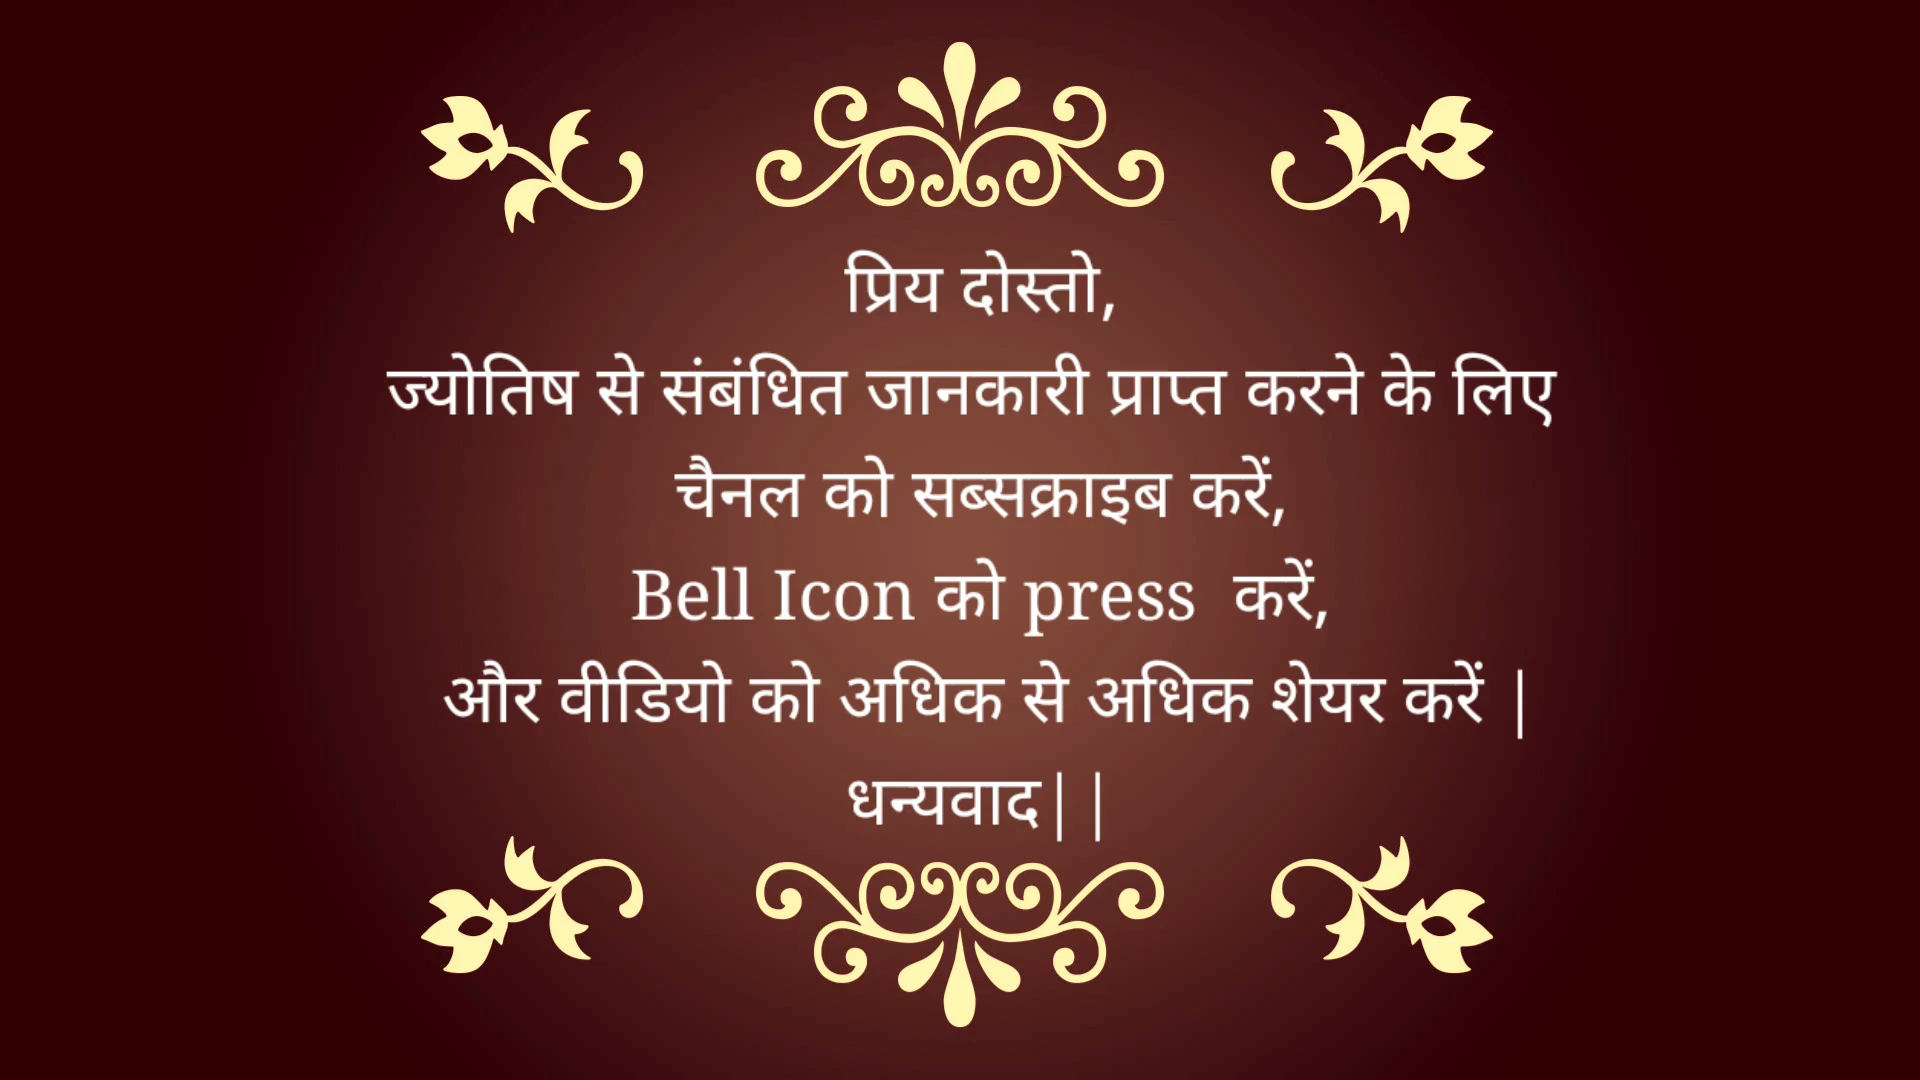 प्रिय दोस्तो,
ज्योतिष से संबंधित जानकारी प्राप्त करने के लिए
चैनल को सब्सक्राइब करें,
Bell Icon को press  करें,
और वीडियो को अधिक से अधिक शेयर करें |
धन्यवाद||